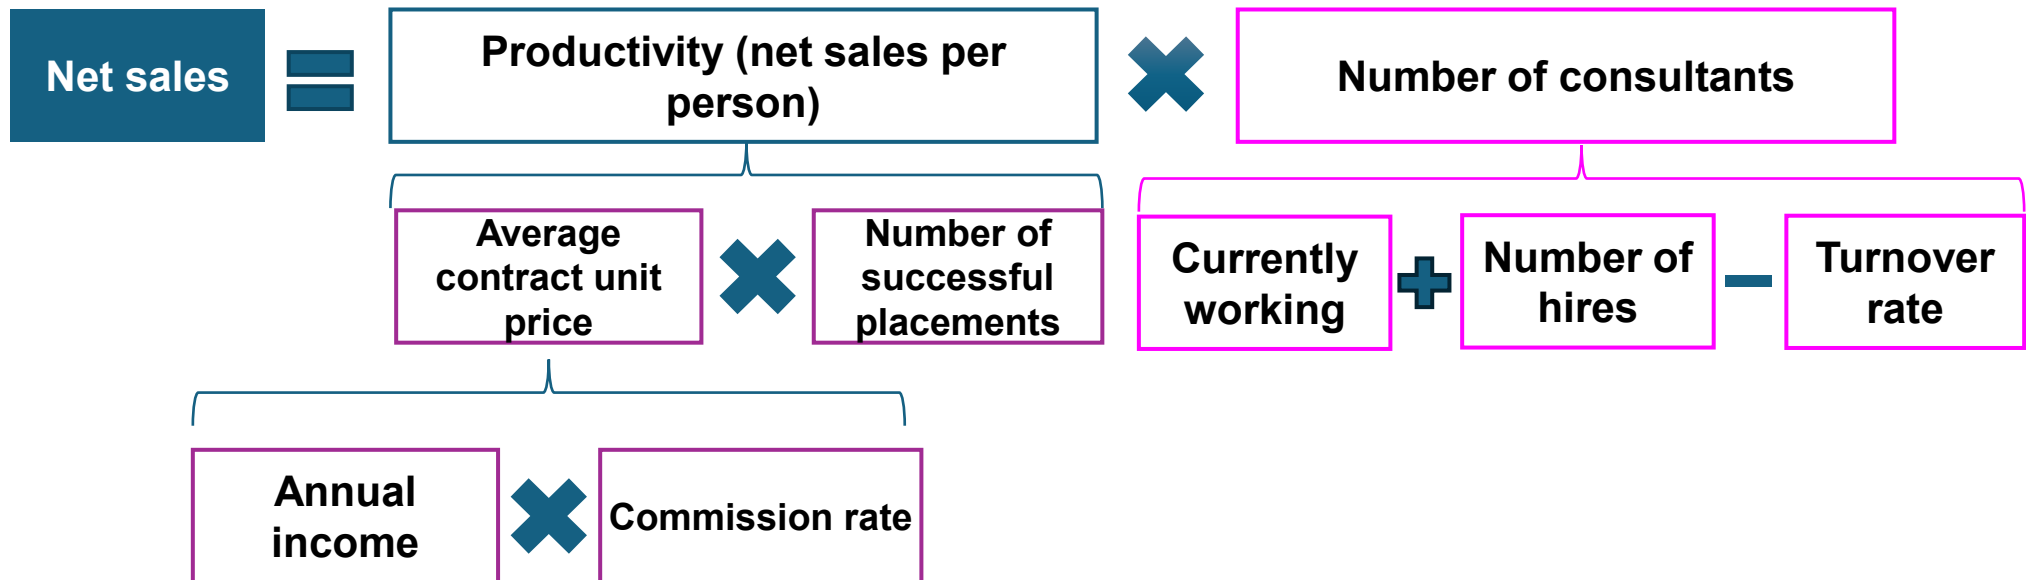 Net sales
Productivity (net sales per
person)
Number of consultants
Average
contract unit
price
Number of
successful
placements
Currently
working
Number of
hires
Turnover
rate
Annual
income
Commission rate